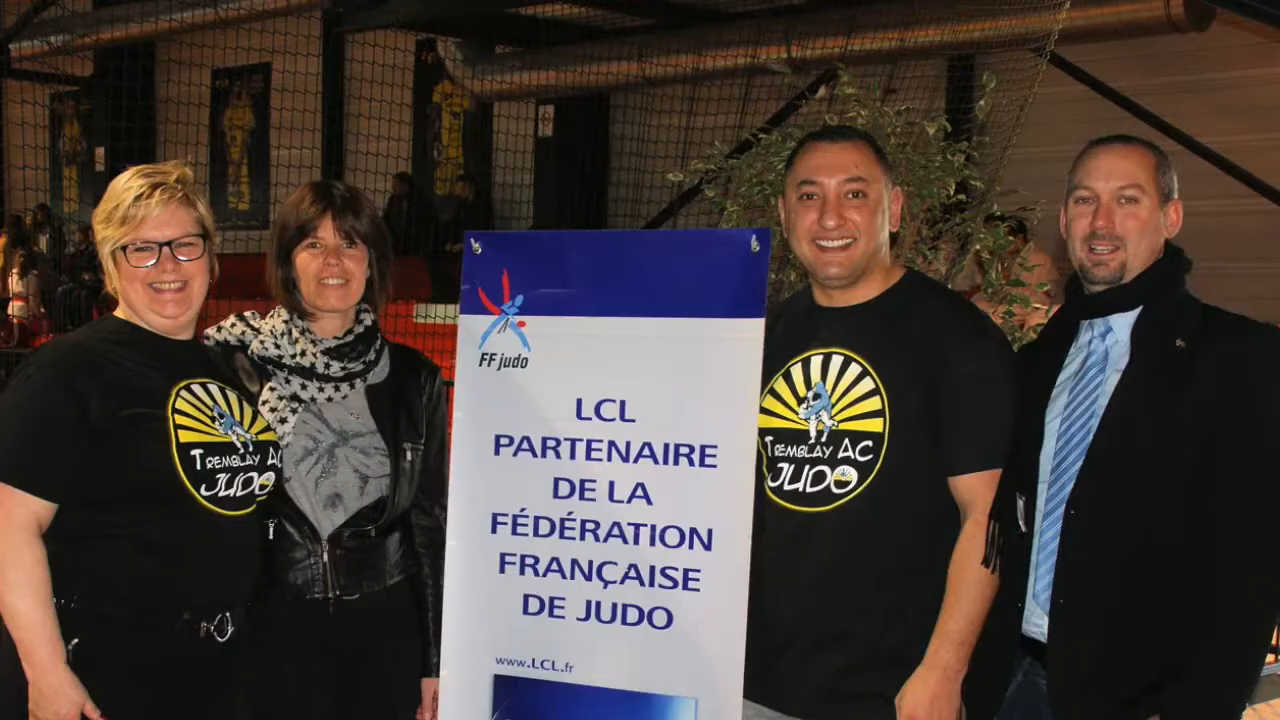 FF judo
LCL
PARTENAIRE
DE LA
FÉDÉRATION
FRANÇAISE
DE JUDO
www.LCL.fr
TREMBLAY AC
JUDO
TREMBLAY AC
JUDO